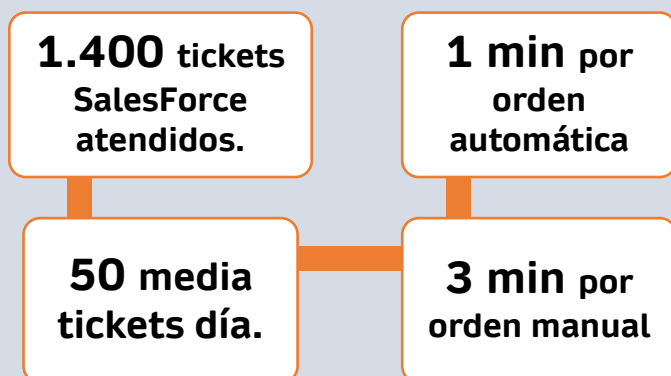 1.400 tickets
SalesForce
atendidos.
50 media
tickets día.
3 min por
orden manual
1 min por
orden
automática